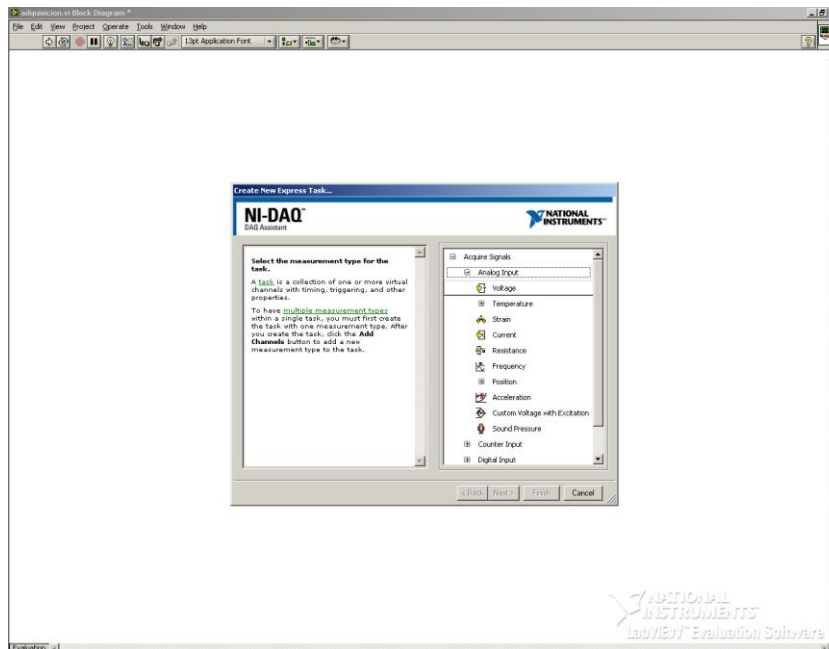 adquisicion.vi Block Diagram *
File Edit View Project Operate Tools Window Help
13pt Application Font
Create New Express Task...
NI-DAQ™
DAQ Assistant
NATIONAL
INSTRUMENTS™
Select the measurement type for the
task.
A task is a collection of one or more virtual
channels with timing, triggering, and other
properties.
To have multiple measurement types
within a single task, you must first create
the task with one measurement type. After
you create the task, click the Add
Channels button to add a new
measurement type to the task.
Acquire Signals
Analog Input
Voltage
Temperature
Strain
Current
Resistance
Frequency
Position
Acceleration
Custom Voltage with Excitation
Sound Pressure
Counter Input
Digital Input
< Back Next > Finish Cancel
NATIONAL
INSTRUMENTS
LabVIEW™ Evaluation Software
Evaluation